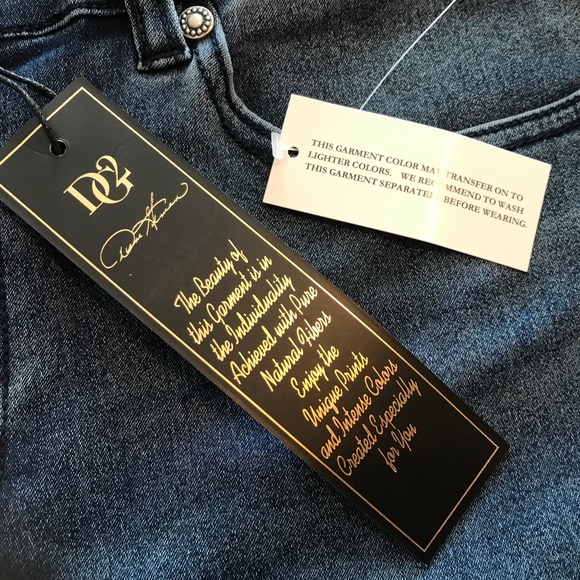 DG2
The Beauty of
this Garment is in
the Individuality
Achieved with Pure
Natural Fibers
Enjoy the
Unique Prints
and Intense Colors
Created Especially
for You
THIS GARMENT COLOR MAY TRANSFER ON TO
LIGHTER COLORS. WE RECOMMEND TO WASH
THIS GARMENT SEPARATELY BEFORE WEARING.